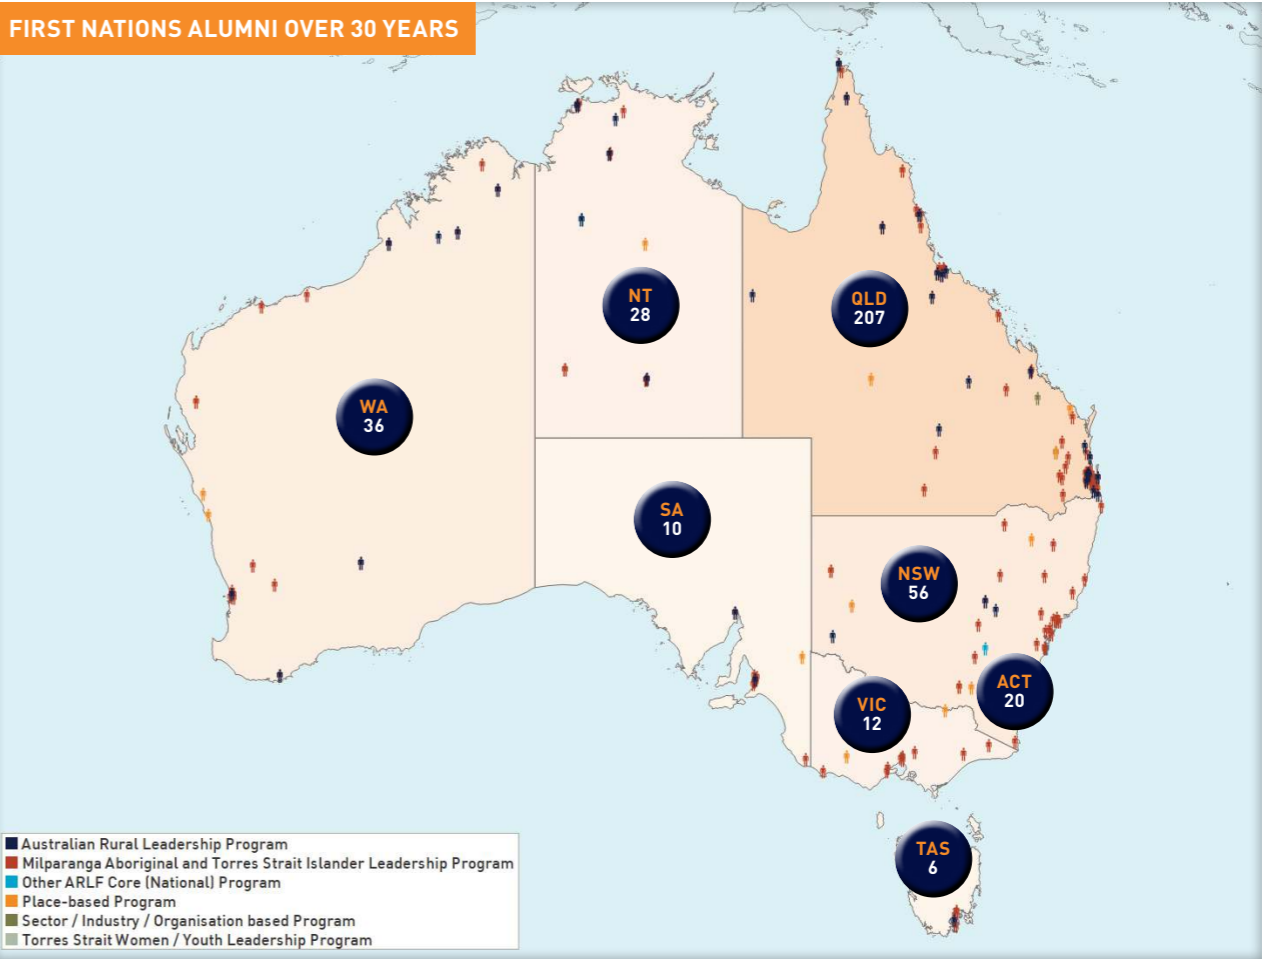 FIRST NATIONS ALUMNI OVER 30 YEARS
NT
28
QLD
207
WA
36
SA
10
NSW
56
ACT
20
VIC
12
TAS
6
Australian Rural Leadership Program
Milparanga Aboriginal and Torres Strait Islander Leadership Program
Other ARLF Core (National) Program
Place-based Program
Sector / Industry / Organisation based Program
Torres Strait Women / Youth Leadership Program